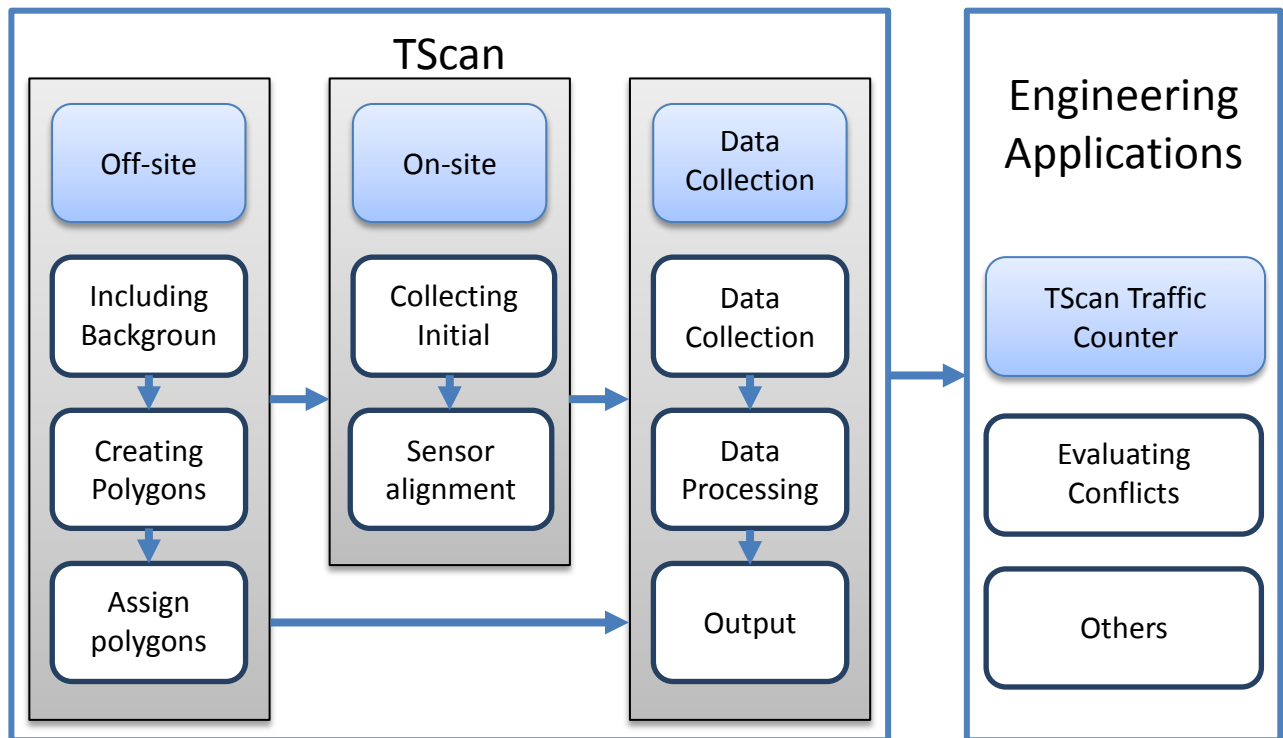 TScan
Off-site
Including
Backgroun
Creating
Polygons
Assign
polygons
On-site
Collecting
Initial
Sensor
alignment
Data
Collection
Data
Collection
Data
Processing
Output
Engineering
Applications
TScan Traffic
Counter
Evaluating
Conflicts
Others